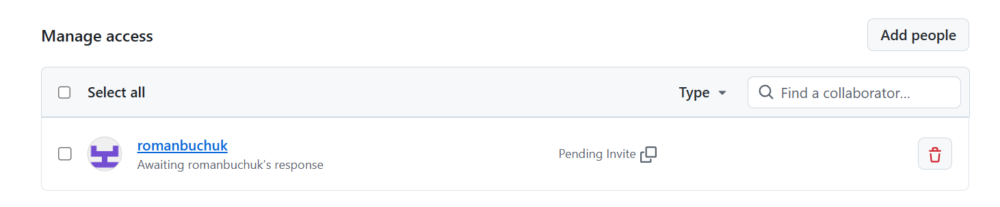 Manage access
Add people
Select all
Type
Find a collaborator...
romanbuchuk
Awaiting romanbuchuk’s response
Pending Invite